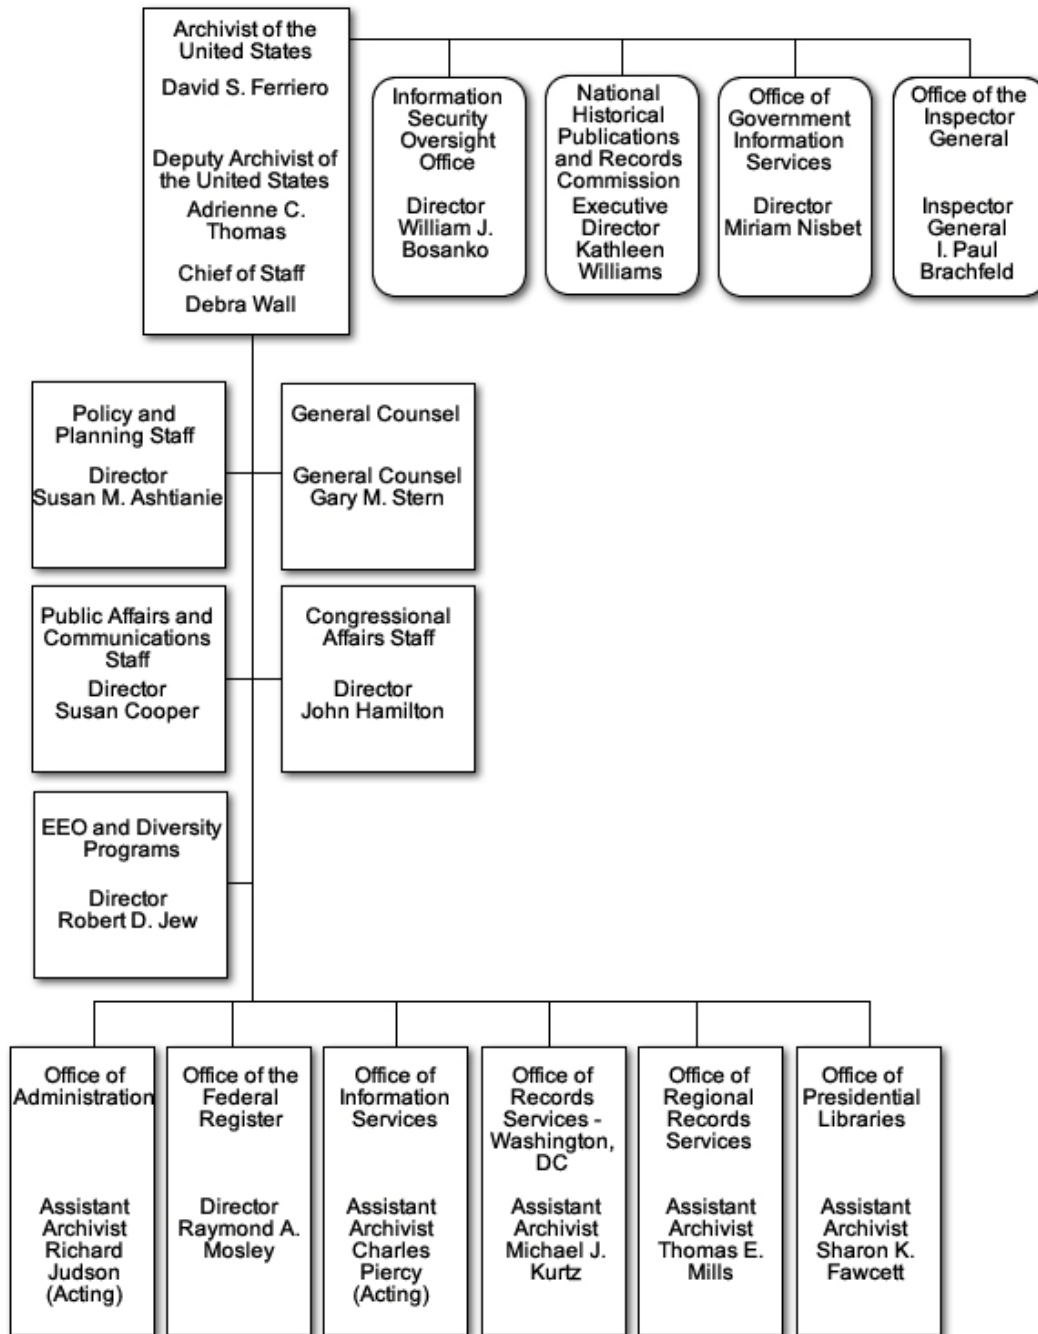 Archivist of the
United States
David S. Ferriero
Deputy Archivist of
the United States
Adrienne C.
Thomas
Chief of Staff
Debra Wall
Information
Security
Oversight
Office
Director
William J.
Bosanko
National
Historical
Publications
and Records
Commission
Executive
Director
Kathleen
Williams
Office of
Government
Information
Services
Director
Miriam Nisbet
Office of the
Inspector
General
Inspector
General
I. Paul
Brachfeld
Policy and
Planning Staff
Director
Susan M. Ashtianie
General Counsel
General Counsel
Gary M. Stern
Public Affairs and
Communications
Staff
Director
Susan Cooper
Congressional
Affairs Staff
Director
John Hamilton
EEO and Diversity
Programs
Director
Robert D. Jew
Office of
Administration
Assistant
Archivist
Richard
Judson
(Acting)
Office of the
Federal
Register
Director
Raymond A.
Mosley
Office of
Information
Services
Assistant
Archivist
Charles
Piercy
(Acting)
Office of
Records
Services -
Washington,
DC
Assistant
Archivist
Michael J.
Kurtz
Office of
Regional
Records
Services
Assistant
Archivist
Thomas E.
Mills
Office of
Presidential
Libraries
Assistant
Archivist
Sharon K.
Fawcett